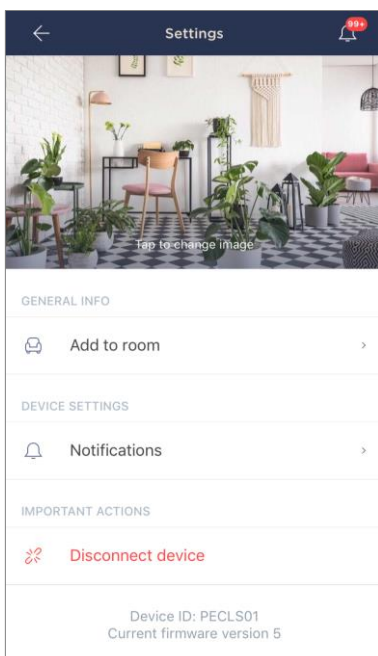 Settings
99+
Tap to change image
GENERAL INFO
Add to room
DEVICE SETTINGS
Notifications
IMPORTANT ACTIONS
Disconnect device
Device ID: PECLS01
Current firmware version 5